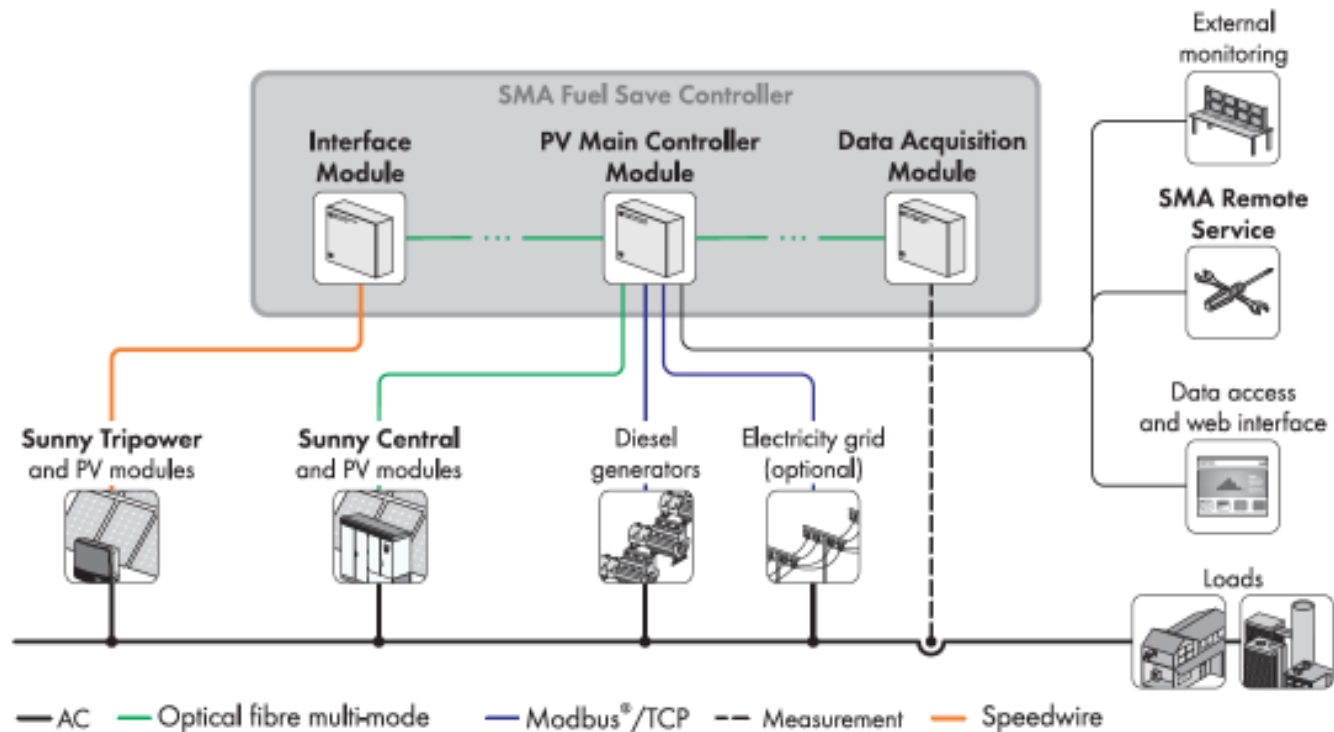 External
monitoring
SMA Fuel Save Controller
Interface
Module
PV Main Controller
Module
Data Acquisition
Module
SMA Remote
Service
Sunny Tripower
and PV modules
Sunny Central
and PV modules
Diesel
generators
Electricity grid
(optional)
Data access
and web interface
Loads
AC
Optical fibre multi-mode
Modbus®/TCP
Measurement
Speedwire